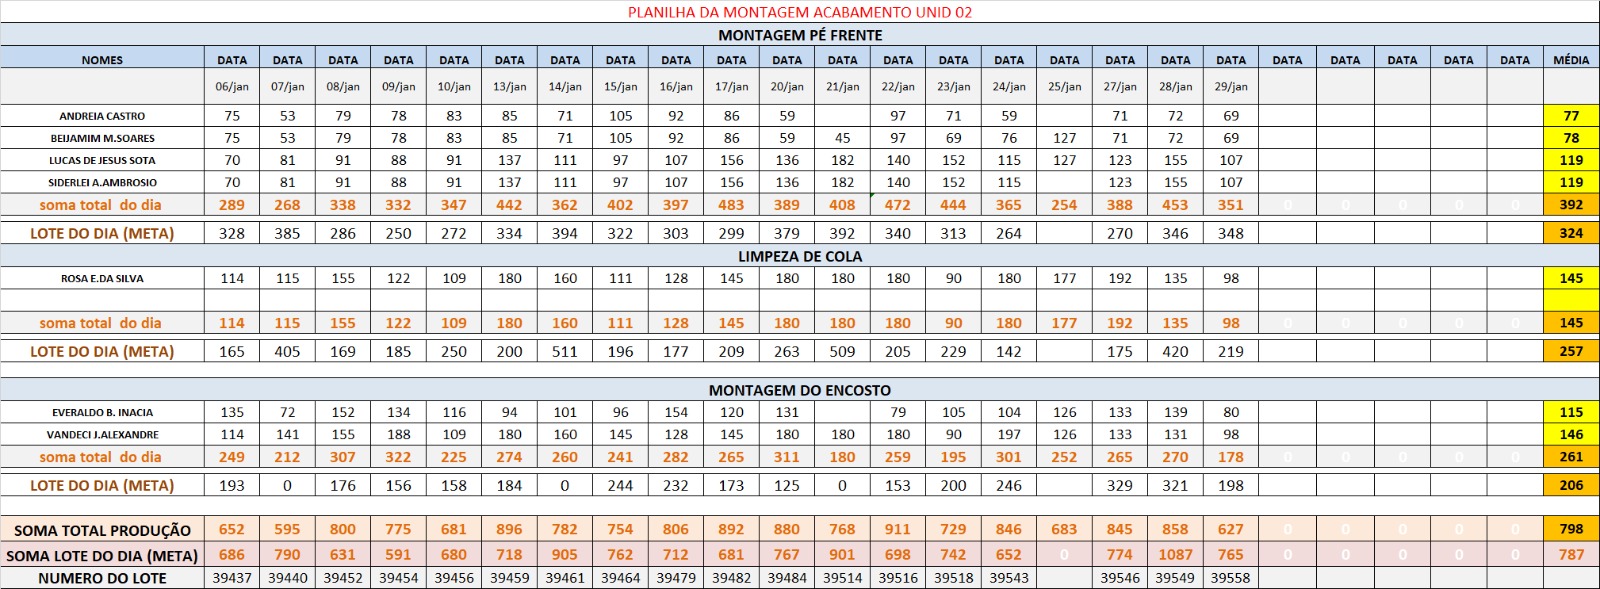 PLANILHA DA MONTAGEM ACABAMENTO UNID 02
MONTAGEM PÉ FRENTE
NOMES DATA DATA DATA DATA DATA DATA DATA DATA DATA DATA DATA DATA DATA DATA DATA DATA DATA DATA DATA DATA DATA DATA DATA DATA MÉDIA
06/jan 07/jan 08/jan 09/jan 10/jan 13/jan 14/jan 15/jan 16/jan 17/jan 20/jan 21/jan 22/jan 23/jan 24/jan 25/jan 27/jan 28/jan 29/jan
ANDREIA CASTRO 75 53 79 78 83 85 71 105 92 86 59 97 71 59 71 72 69 77
BEIJAMIM M.SOARES 75 53 79 78 83 85 71 105 92 86 59 45 97 69 76 127 71 72 69 78
LUCAS DE JESUS SOTA 70 81 91 88 91 137 111 97 107 156 136 182 140 152 115 127 123 155 107 119
SIDERLEI A.AMBROSIO 70 81 91 88 91 137 111 97 107 156 136 182 140 152 115 123 155 107 119
soma total do dia 289 268 338 332 347 442 362 402 397 483 389 408 472 444 365 254 388 453 351 0 0 0 0 0 392
LOTE DO DIA (META) 328 385 286 250 272 334 394 322 303 299 379 392 340 313 264 270 346 348 324
LIMPEZA DE COLA
ROSA E.DA SILVA 114 115 155 122 109 180 160 111 128 145 180 180 180 90 180 177 192 135 98 145
soma total do dia 114 115 155 122 109 180 160 111 128 145 180 180 180 90 180 177 192 135 98 0 0 0 0 0 145
LOTE DO DIA (META) 165 405 169 185 250 200 511 196 177 209 263 509 205 229 142 175 420 219 257
MONTAGEM DO ENCOSTO
EVERALDO B. INACIA 135 72 152 134 116 94 101 96 154 120 131 79 105 104 126 133 139 80 115
VANDECI J.ALEXANDRE 114 141 155 188 109 180 160 145 128 145 180 180 180 90 197 126 133 131 98 146
soma total do dia 249 212 307 322 225 274 260 241 282 265 311 180 259 195 301 252 265 270 178 0 0 0 0 0 261
LOTE DO DIA (META) 193 0 176 156 158 184 0 244 232 173 125 0 153 200 246 329 321 198 206
SOMA TOTAL PRODUÇÃO 652 595 800 775 681 896 782 754 806 892 880 768 911 729 846 683 845 858 627 0 0 0 0 0 798
SOMA LOTE DO DIA (META) 686 790 631 591 680 718 905 762 712 681 767 901 698 742 652 0 774 1087 765 0 0 0 0 0 787
NUMERO DO LOTE 39437 39440 39452 39454 39456 39459 39461 39464 39479 39482 39484 39514 39516 39518 39543 39546 39549 39558